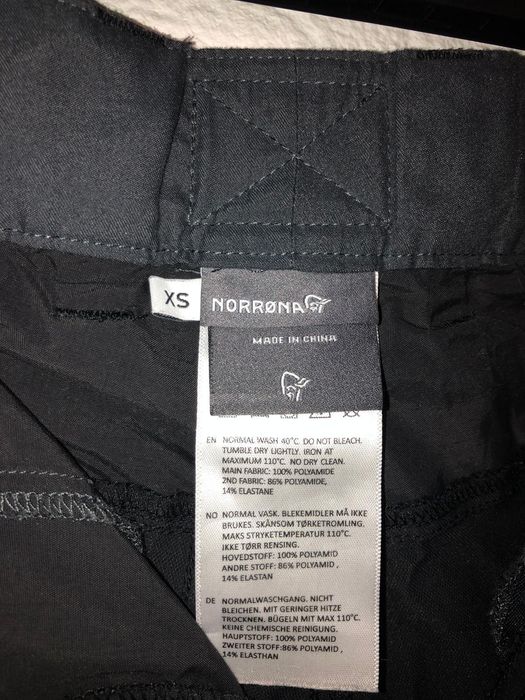 XS
NORRØNA
MADE IN CHINA
EN NORMAL WASH 40°C. DO NOT BLEACH.
TUMBLE DRY LIGHTLY. IRON AT
MAXIMUM 110°C. NO DRY CLEAN.
MAIN FABRIC: 100% POLYAMIDE
2ND FABRIC: 86% POLYAMIDE,
14% ELASTANE
NO NORMAL VASK. BLEKEMIDLER MÅ IKKE
BRUKES. SKÅNSOM TØRKETROMLING.
MAKS STRYKETEMPERATUR 110°C.
IKKE TØRR RENSING.
HOVEDSTOFF: 100% POLYAMID
ANDRE STOFF: 86% POLYAMID ,
14% ELASTAN
DE NORMALWASCHGANG. NICHT
BLEICHEN. MIT GERINGER HITZE
TROCKNEN. BÜGELN MIT MAX 110°C.
KEINE CHEMISCHE REINIGUNG.
HAUPTSTOFF: 100% POLYAMID
ZWEITER STOFF:86% POLYAMID ,
14% ELASTHAN